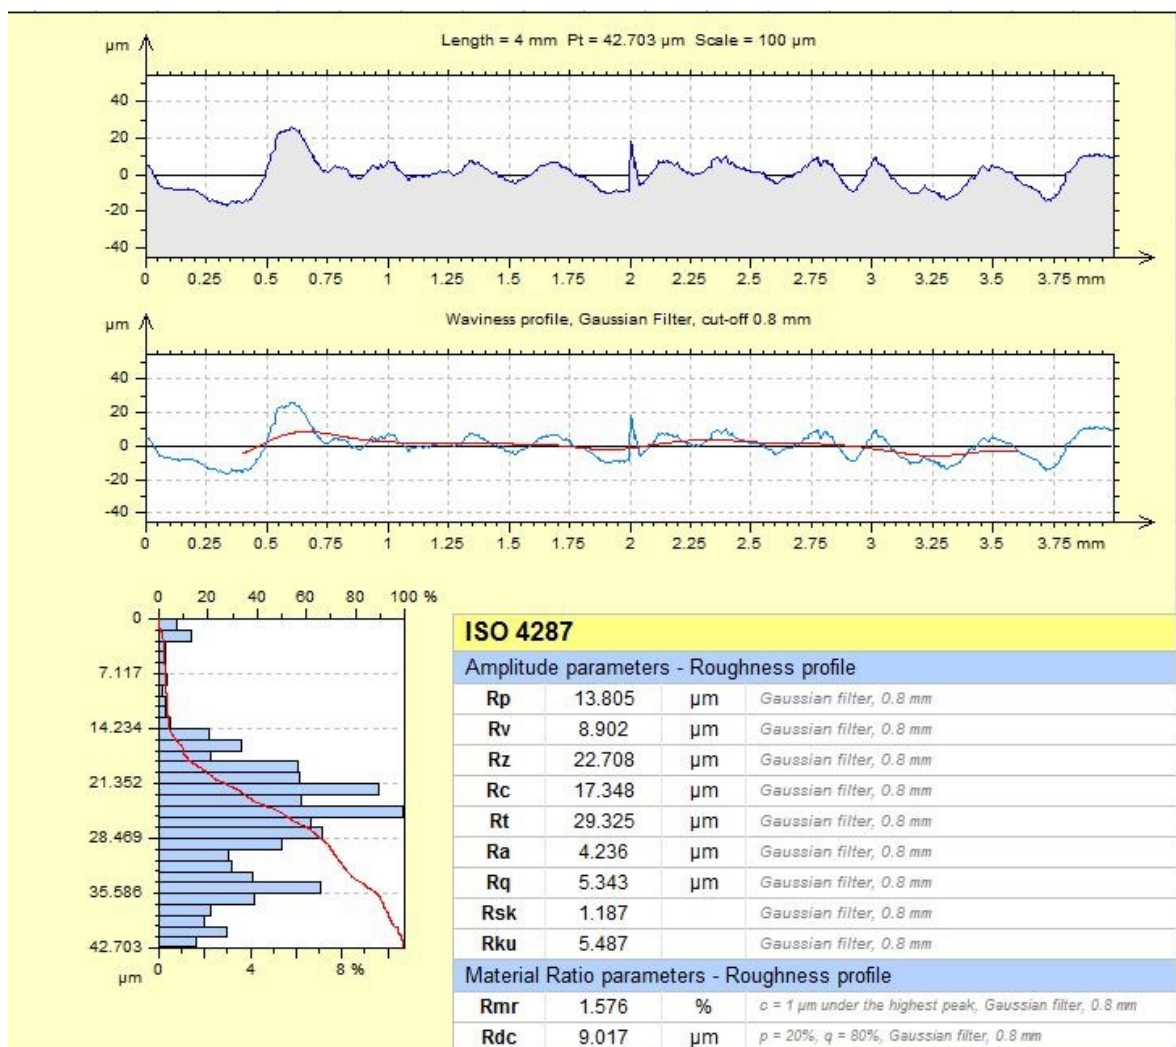 µm
Length = 4 mm Pt = 42.703 µm Scale = 100 µm
40
20
0
-20
-40
0 0.25 0.5 0.75 1 1.25 1.5 1.75 2 2.25 2.5 2.75 3 3.25 3.5 3.75 mm
µm
Waviness profile, Gaussian Filter, cut-off 0.8 mm
40
20
0
-20
-40
0 0.25 0.5 0.75 1 1.25 1.5 1.75 2 2.25 2.5 2.75 3 3.25 3.5 3.75 mm
0 20 40 60 80 100 %
0
7.117
14.234
21.352
28.469
35.586
42.703
µm
0 4 8 %
ISO 4287
Amplitude parameters - Roughness profile
Rp 13.805 µm Gaussian filter, 0.8 mm
Rv 8.902 µm Gaussian filter, 0.8 mm
Rz 22.708 µm Gaussian filter, 0.8 mm
Rc 17.348 µm Gaussian filter, 0.8 mm
Rt 29.325 µm Gaussian filter, 0.8 mm
Ra 4.236 µm Gaussian filter, 0.8 mm
Rq 5.343 µm Gaussian filter, 0.8 mm
Rsk 1.187 Gaussian filter, 0.8 mm
Rku 5.487 Gaussian filter, 0.8 mm
Material Ratio parameters - Roughness profile
Rmr 1.576 % c = 1 µm under the highest peak, Gaussian filter, 0.8 mm
Rdc 9.017 µm p = 20%, q = 80%, Gaussian filter, 0.8 mm